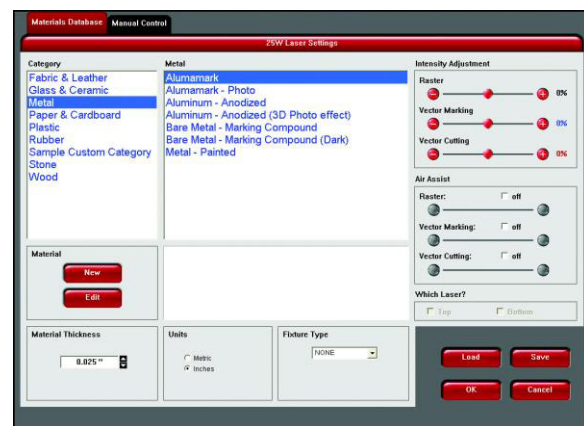 Materials Database
Manual Control
25W Laser Settings
Category
Fabric & Leather
Glass & Ceramic
Metal
Paper & Cardboard
Plastic
Rubber
Sample Custom Category
Stone
Wood
Metal
Alumamark
Alumamark - Photo
Aluminum - Anodized
Aluminum - Anodized (3D Photo effect)
Bare Metal - Marking Compound
Bare Metal - Marking Compound (Dark)
Metal - Painted
Intensity Adjustment
Raster
0%
Vector Marking
0%
Vector Cutting
0%
Air Assist
Raster: off
Vector Marking: off
Vector Cutting: off
Which Laser?
Top Bottom
Material
New
Edit
Material Thickness
0.025 "
Units
Metric
Inches
Fixture Type
NONE
Load Save
OK Cancel